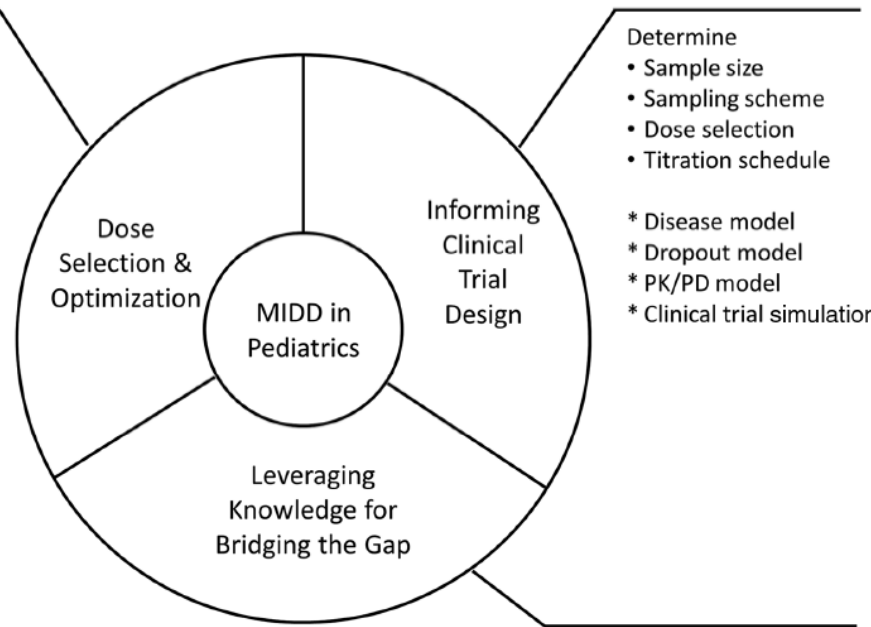 Determine
• Sample size
• Sampling scheme
• Dose selection
• Titration schedule
* Disease model
* Dropout model
* PK/PD model
* Clinical trial simulation
Dose
Selection &
Optimization
Informing
Clinical
Trial
Design
MIDD in
Pediatrics
Leveraging
Knowledge for
Bridging the Gap